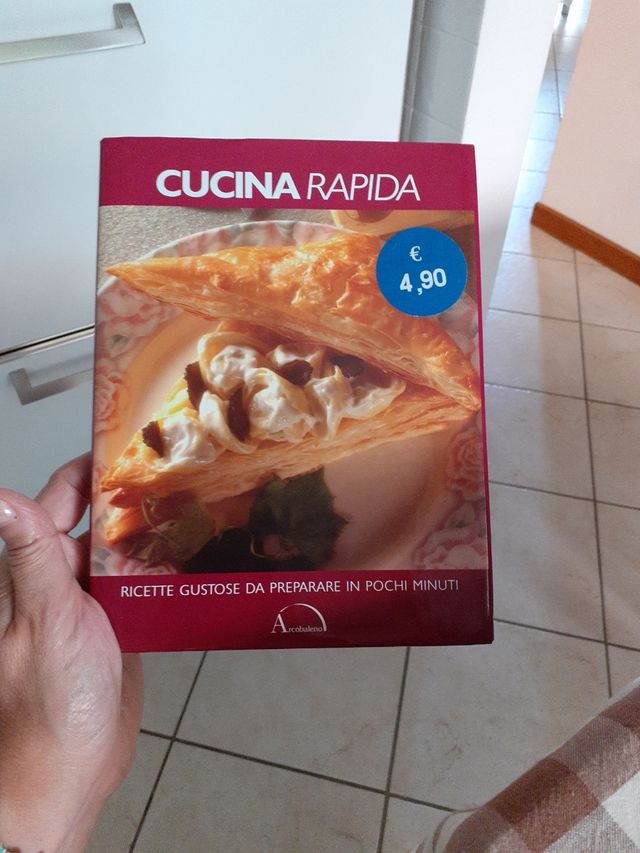 CUCINA RAPIDA
€
4,90
RICETTE GUSTOSE DA PREPARARE IN POCHI MINUTI
Arcobaleno